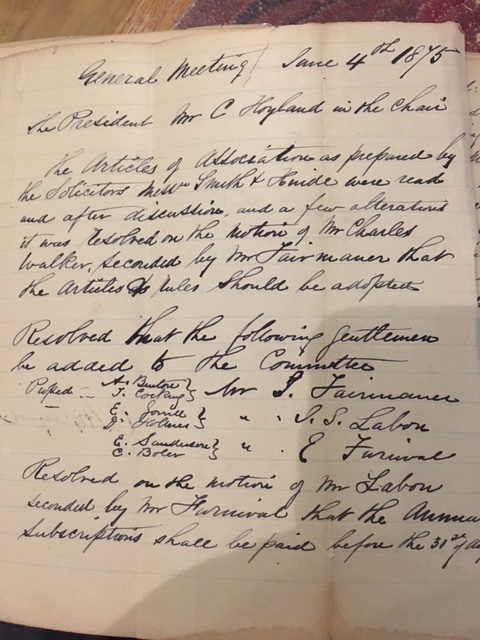 General Meeting June 4th 1875
The President Mr C Hoyland in the Chair
The Articles of Association as prepared by
the Solicitors Messrs Smith & Hinde were read
and after discussion, and a few alterations
it was resolved on the motion of Mr Charles
Walker, seconded by Mr Fairmaner that
the Articles & rules should be adopted
Resolved that the following gentlemen
be added to the Committee
Proposed A. Buxton } Mr J. Fairmaner
T.
E. Jovill } " J. S. Labon
D. Holmes
E. Sanderson } " E Furnival
C. Boler
Resolved on the motion of Mr Labon
seconded by Mr Furnival that the Annua
Subscriptions shall be paid before the 31st of